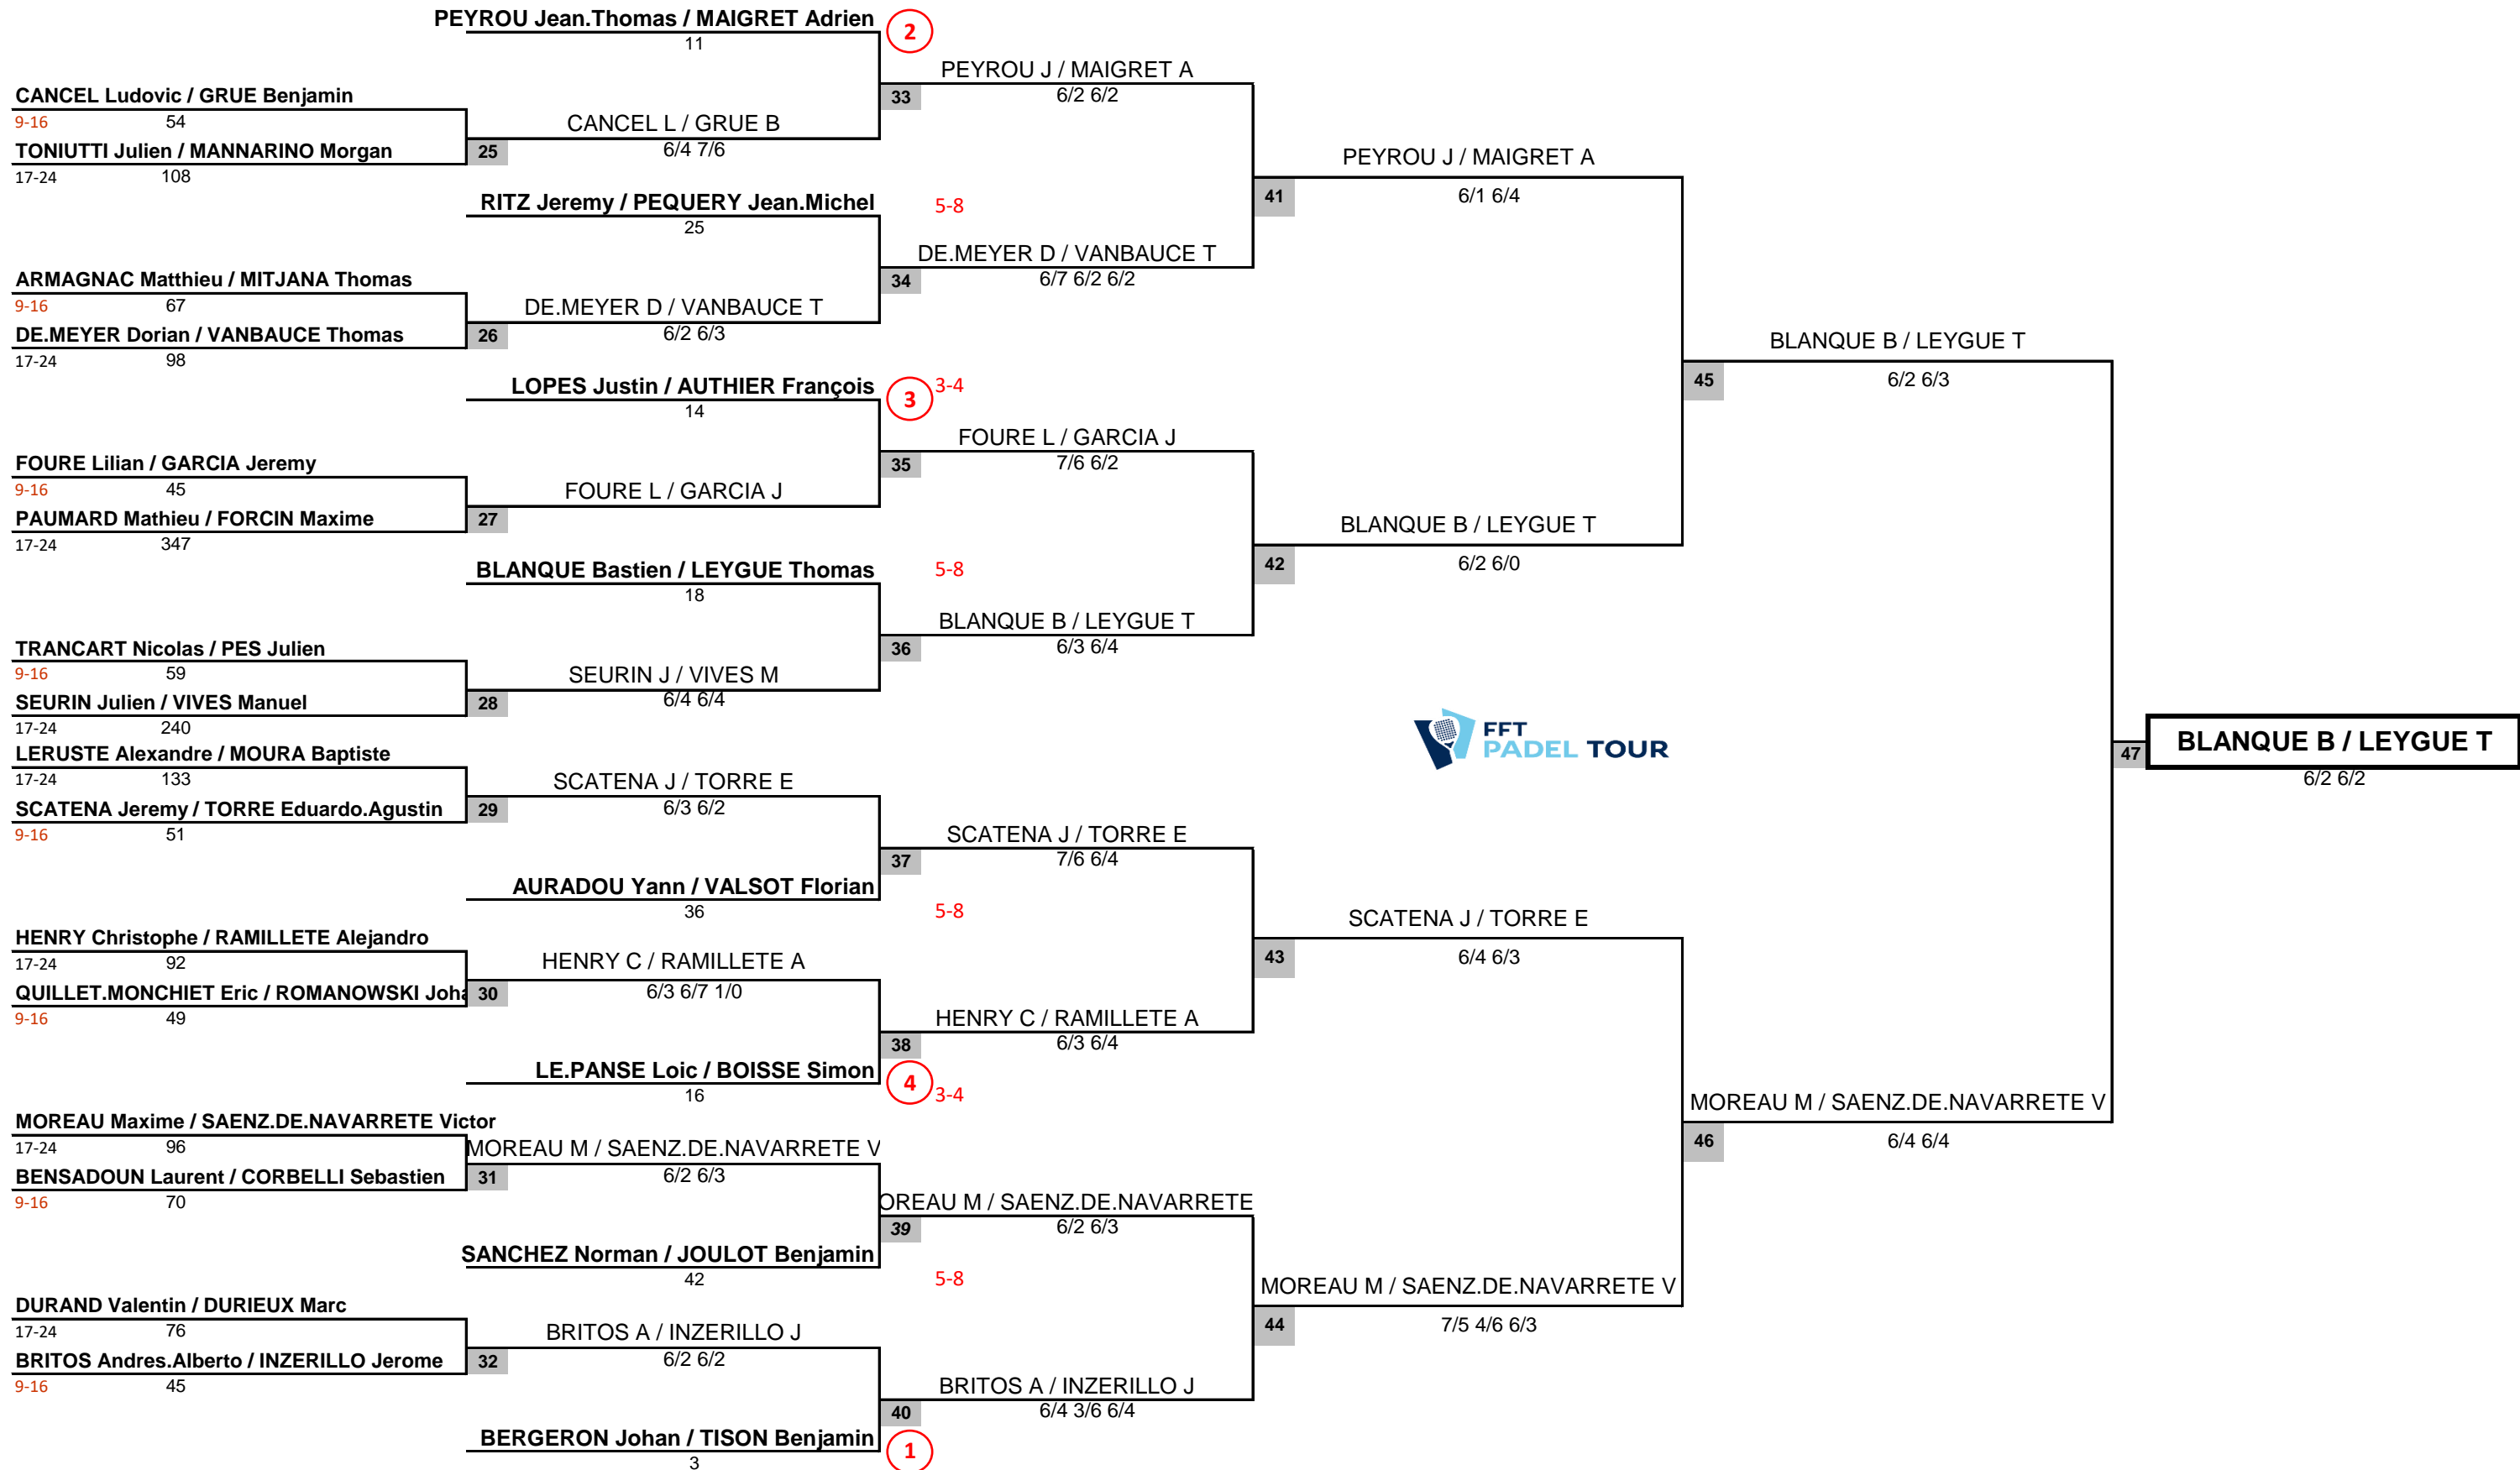 PEYROU Jean.Thomas / MAIGRET Adrien
2
11
PEYROU J / MAIGRET A
6/2 6/2
33
CANCEL Ludovic / GRUE Benjamin
9-16 54
CANCEL L / GRUE B
6/4 7/6
TONIUTTI Julien / MANNARINO Morgan
25
17-24 108
PEYROU J / MAIGRET A
6/1 6/4
41
RITZ Jeremy / PEQUERY Jean.Michel
5-8
25
DE.MEYER D / VANBAUCE T
6/7 6/2 6/2
34
ARMAGNAC Matthieu / MITJANA Thomas
9-16 67
DE.MEYER D / VANBAUCE T
6/2 6/3
DE.MEYER Dorian / VANBAUCE Thomas
26
17-24 98
BLANQUE B / LEYGUE T
6/2 6/3
45
LOPES Justin / AUTHIER François
3
3-4
14
FOURE L / GARCIA J
7/6 6/2
35
FOURE Lilian / GARCIA Jeremy
9-16 45
FOURE L / GARCIA J
PAUMARD Mathieu / FORCIN Maxime
27
17-24 347
BLANQUE B / LEYGUE T
6/2 6/0
42
BLANQUE Bastien / LEYGUE Thomas
5-8
18
BLANQUE B / LEYGUE T
6/3 6/4
36
TRANCART Nicolas / PES Julien
9-16 59
SEURIN J / VIVES M
6/4 6/4
SEURIN Julien / VIVES Manuel
28
17-24 240
FFT
PADEL TOUR
47
BLANQUE B / LEYGUE T
6/2 6/2
LERUSTE Alexandre / MOURA Baptiste
17-24 133
SCATENA J / TORRE E
6/3 6/2
SCATENA Jeremy / TORRE Eduardo.Agustin
29
9-16 51
SCATENA J / TORRE E
7/6 6/4
37
AURADOU Yann / VALSOT Florian
36
5-8
SCATENA J / TORRE E
6/4 6/3
43
HENRY Christophe / RAMILLETE Alejandro
17-24 92
HENRY C / RAMILLETE A
6/3 6/7 1/0
QUILLET.MONCHIET Eric / ROMANOWSKI Joha
30
9-16 49
HENRY C / RAMILLETE A
6/3 6/4
38
LE.PANSE Loic / BOISSE Simon
4
3-4
16
MOREAU M / SAENZ.DE.NAVARRETE V
6/4 6/4
46
MOREAU Maxime / SAENZ.DE.NAVARRETE Victor
17-24 96
MOREAU M / SAENZ.DE.NAVARRETE V
6/2 6/3
BENSADOUN Laurent / CORBELLI Sebastien
31
9-16 70
OREAU M / SAENZ.DE.NAVARRETE
6/2 6/3
39
SANCHEZ Norman / JOULOT Benjamin
42
5-8
MOREAU M / SAENZ.DE.NAVARRETE V
7/5 4/6 6/3
44
DURAND Valentin / DURIEUX Marc
17-24 76
BRITOS A / INZERILLO J
6/2 6/2
BRITOS Andres.Alberto / INZERILLO Jerome
32
9-16 45
BRITOS A / INZERILLO J
6/4 3/6 6/4
40
BERGERON Johan / TISON Benjamin
1
3